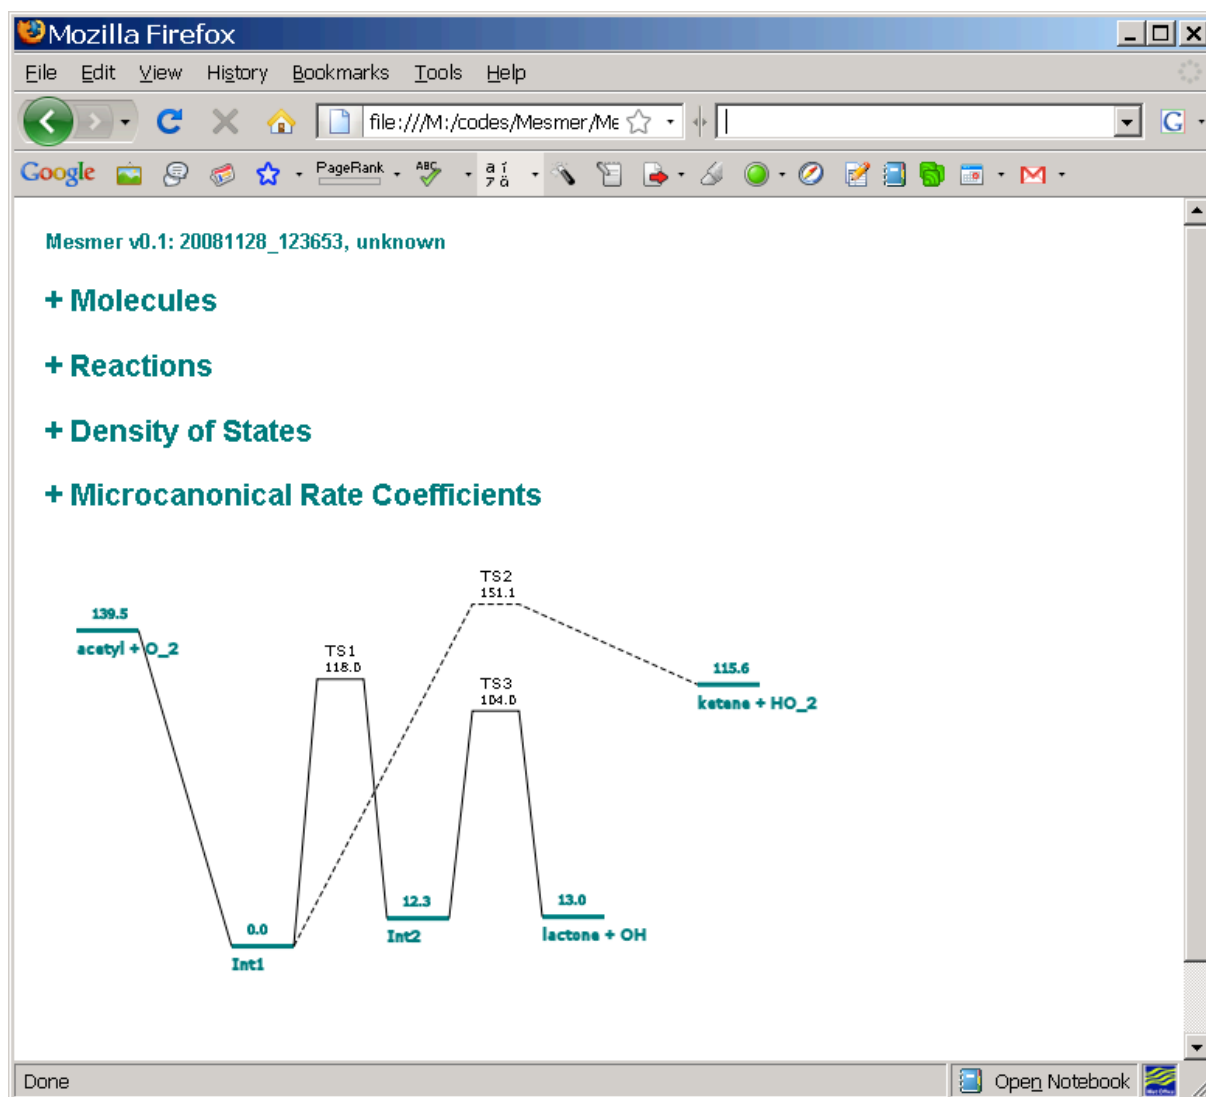 Mozilla Firefox
File Edit View History Bookmarks Tools Help
file:///M:/codes/Mesmer/Me
G
Google PageRank ABC
Mesmer v0.1: 20081128_123653, unknown
+ Molecules
+ Reactions
+ Density of States
+ Microcanonical Rate Coefficients
TS2
151.1
139.5
acetyl + O_2
TS1
118.0
115.6
ketene + HO_2
TS3
104.0
12.3
Int2
13.0
lactone + OH
0.0
Int1
Done
Open Notebook